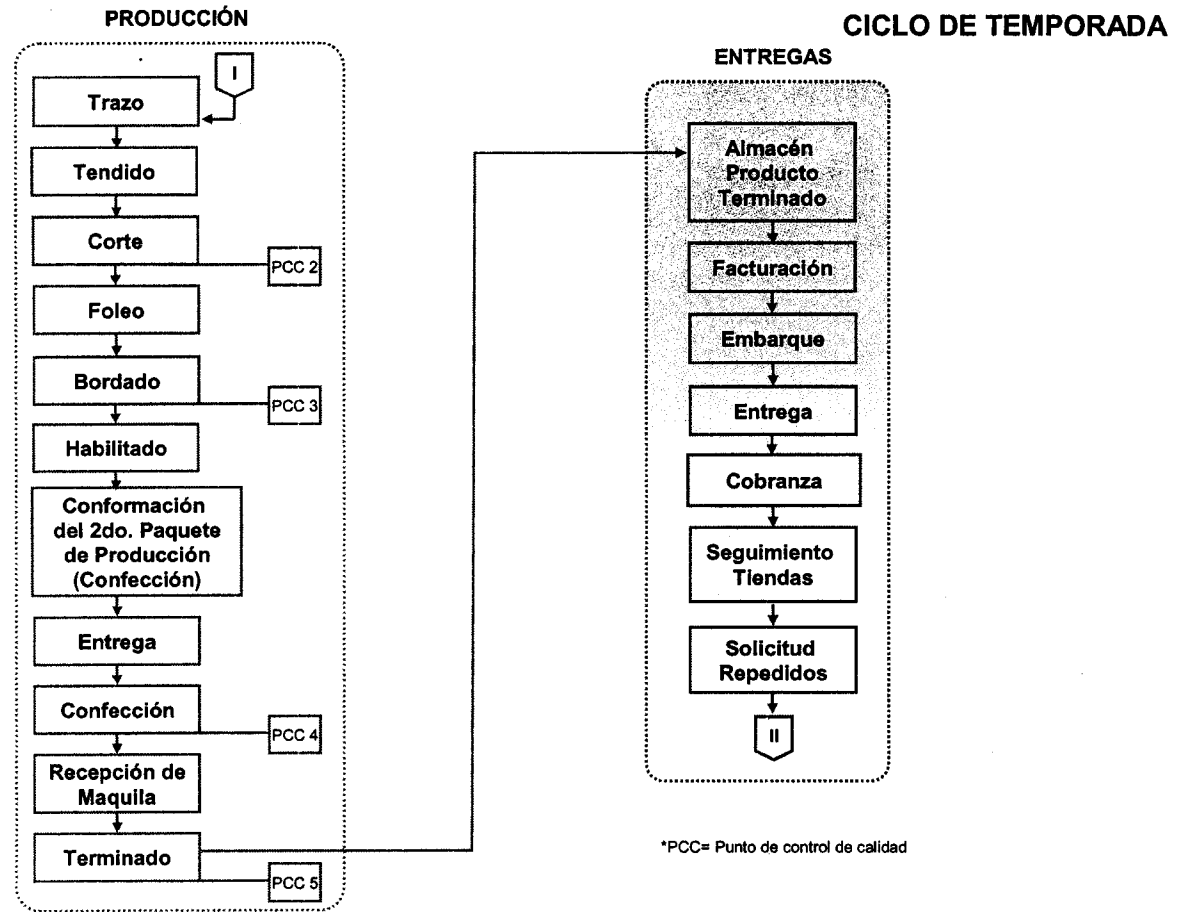 CICLO DE TEMPORADA
PRODUCCIÓN
I
Trazo
Tendido
Corte
PCC 2
Foleo
Bordado
PCC 3
Habilitado
Conformación
del 2do. Paquete
de Producción
(Confección)
Entrega
Confección
PCC 4
Recepción de
Maquila
Terminado
PCC 5
ENTREGAS
Almacén
Producto
Terminado
Facturación
Embarque
Entrega
Cobranza
Seguimiento
Tiendas
Solicitud
Repedidos
II
*PCC= Punto de control de calidad